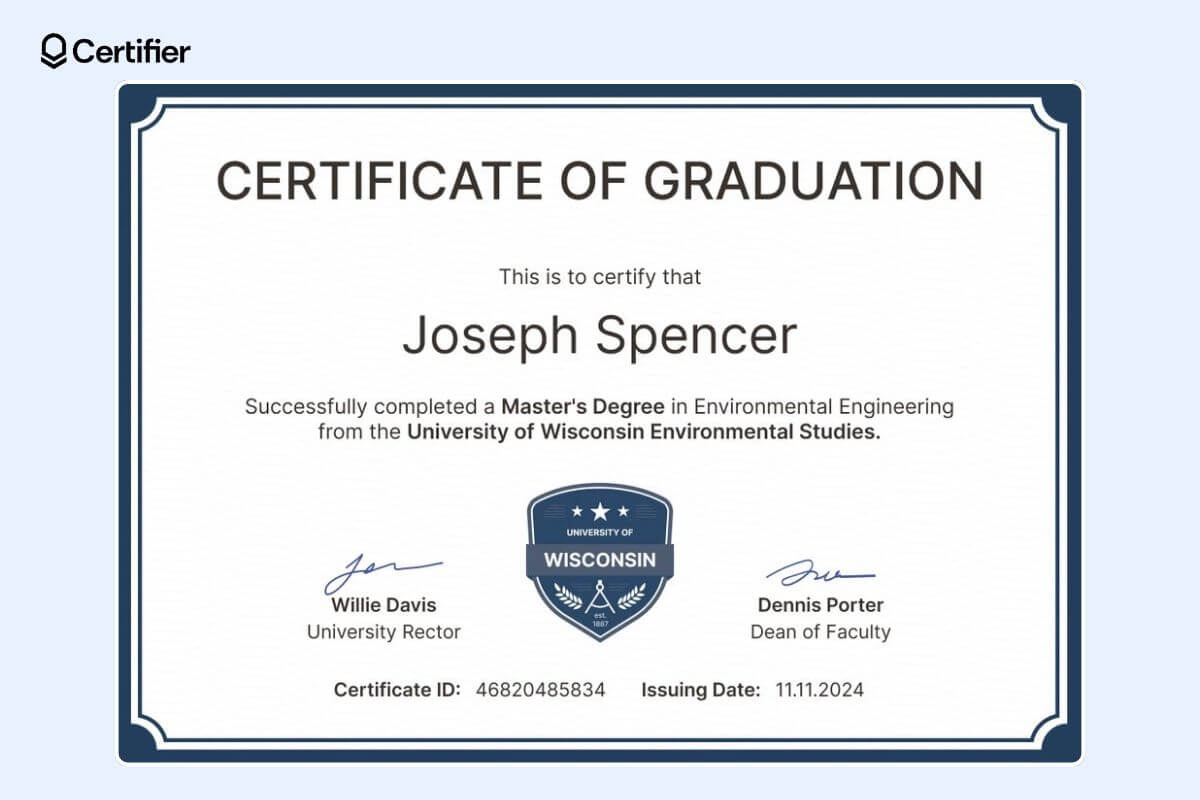 Certifier
CERTIFICATE OF GRADUATION
This is to certify that
Joseph Spencer
Successfully completed a Master's Degree in Environmental Engineering
from the University of Wisconsin Environmental Studies.
UNIVERSITY OF
WISCONSIN
est.
1887
Willie Davis
University Rector
Dennis Porter
Dean of Faculty
Certificate ID: 46820485834 Issuing Date: 11.11.2024